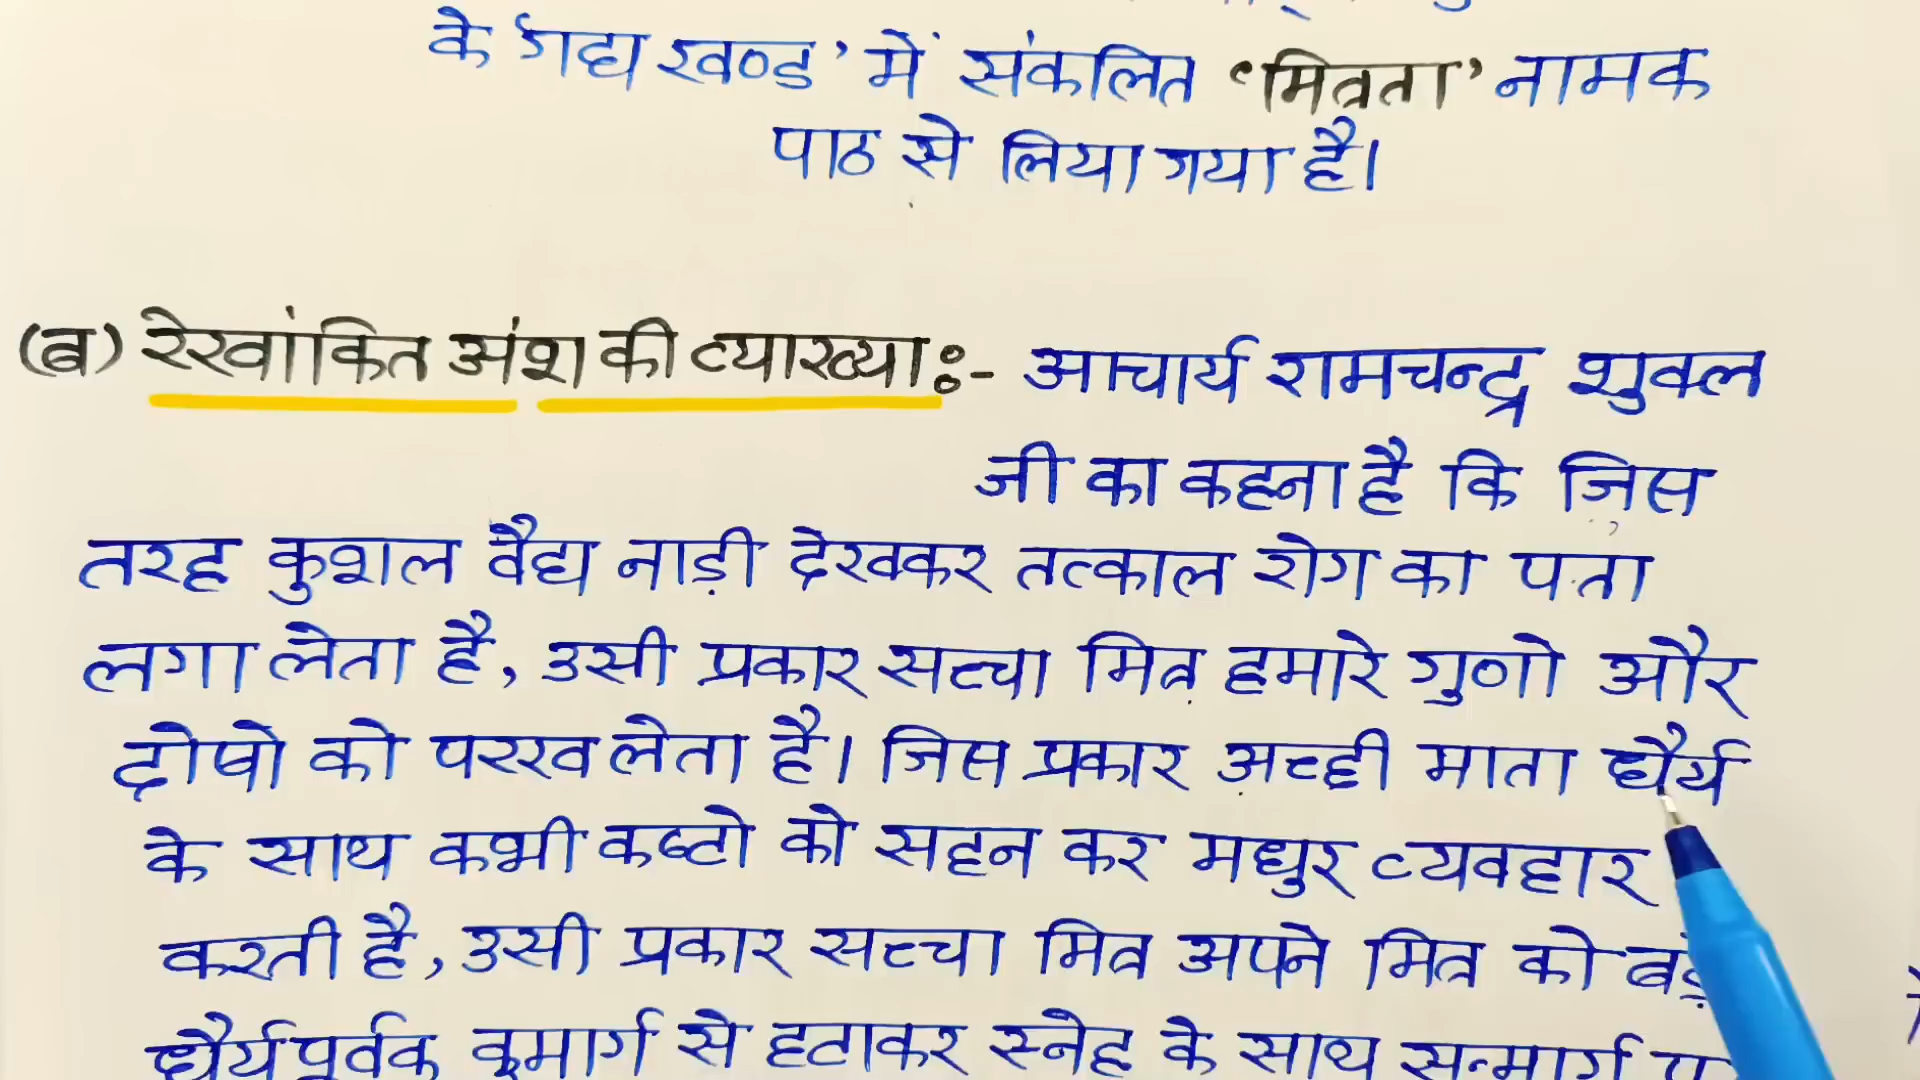 के 'गद्य खण्ड' में संकलित 'मित्रता' नामक
पाठ से लिया गया है।
(ब) रेखांकित अंश की व्याख्या :- आचार्य रामचन्द्र शुक्ल
जी का कहना है कि जिस
तरह कुशल वैद्य नाड़ी देखकर तत्काल रोग का पता
लगा लेता है, उसी प्रकार सच्चा मित्र हमारे गुणो और
दोषो को परख लेता है। जिस प्रकार अच्छी माता धैर्य
के साथ कभी कष्टो को सहन कर मधुर व्यवहार
करती है, उसी प्रकार सच्चा मित्र अपने मित्र को
धैर्यपूर्वक कुमार्ग से हटाकर स्नेह के साथ सन्मार्ग